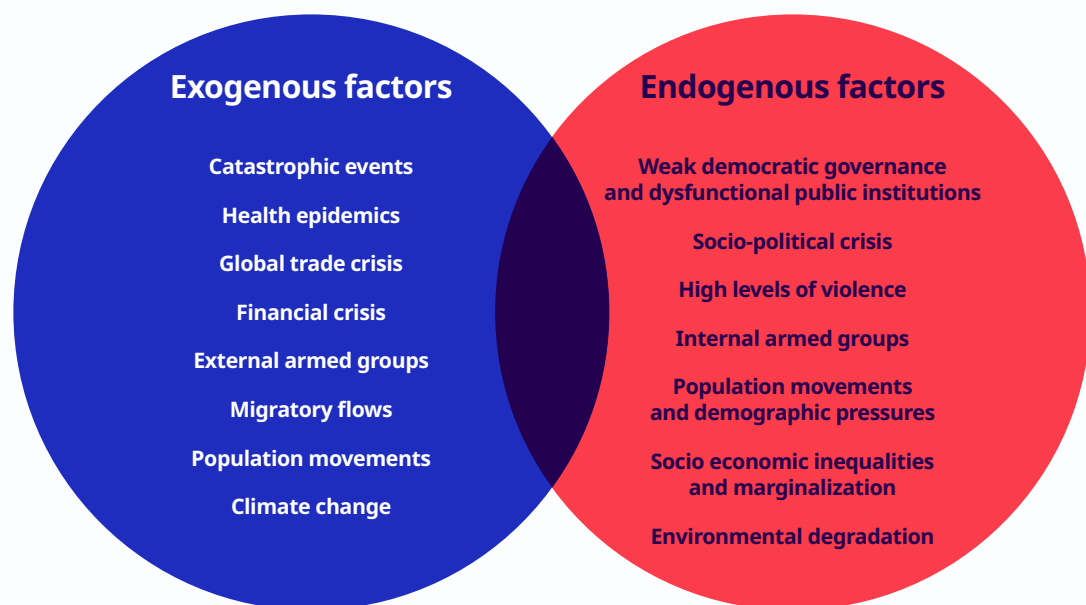 Exogenous factors
Catastrophic events
Health epidemics
Global trade crisis
Financial crisis
External armed groups
Migratory flows
Population movements
Climate change
Endogenous factors
Weak democratic governance
and dysfunctional public institutions
Socio-political crisis
High levels of violence
Internal armed groups
Population movements
and demographic pressures
Socio economic inequalities
and marginalization
Environmental degradation